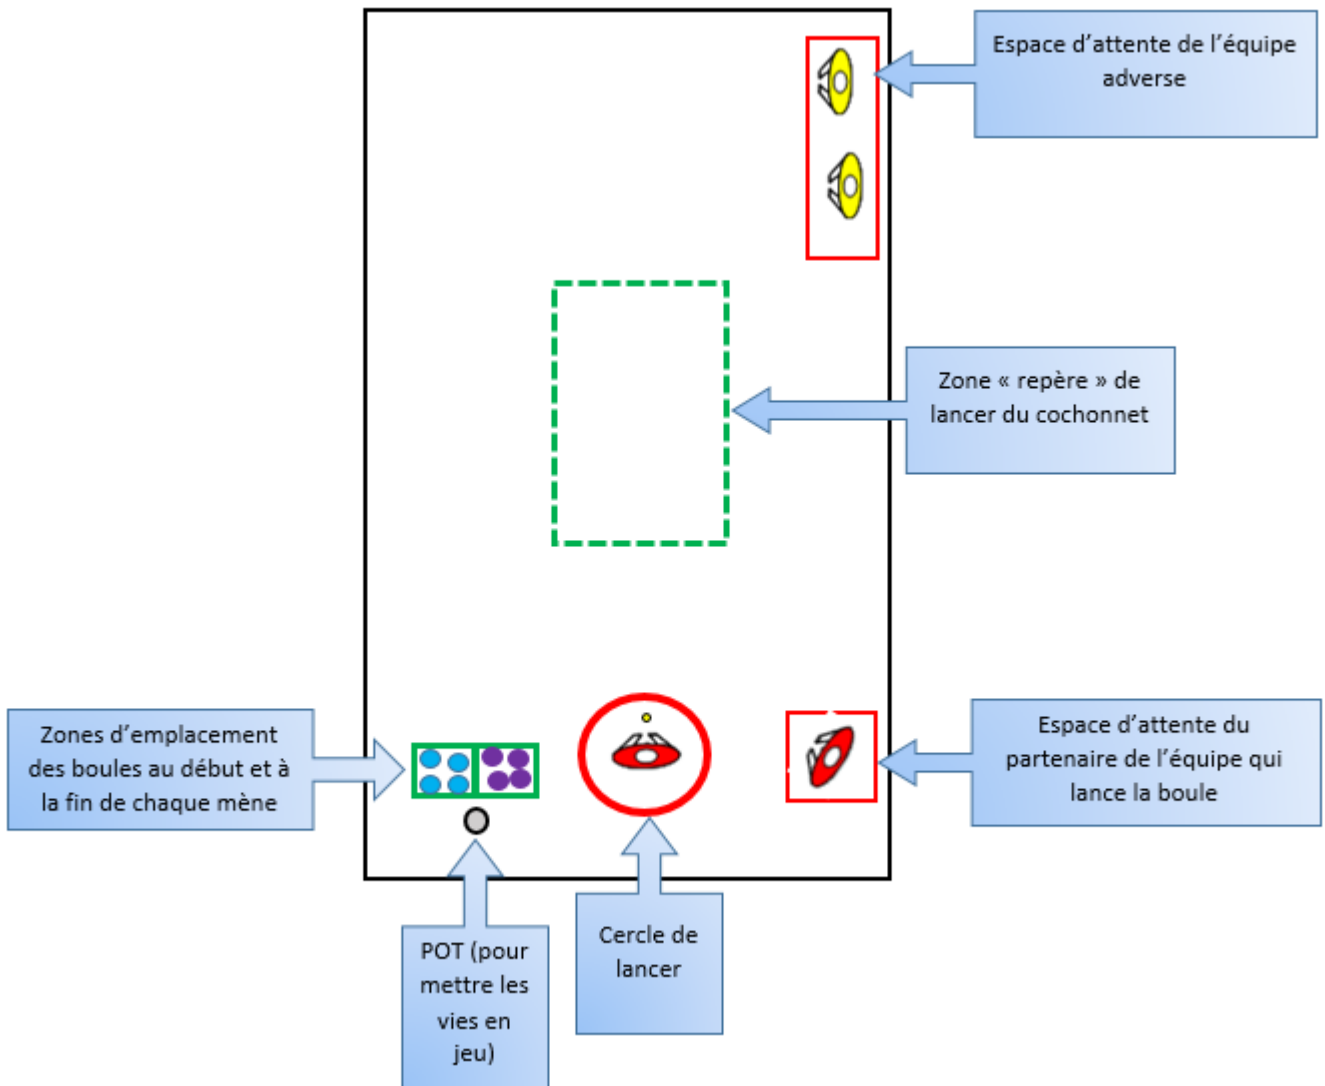 Espace d’attente de l’équipe
adverse
Zone « repère » de
lancer du cochonnet
Zones d’emplacement
des boules au début et à
la fin de chaque mène
Espace d’attente du
partenaire de l’équipe qui
lance la boule
POT (pour
mettre les
vies en
jeu)
Cercle de
lancer